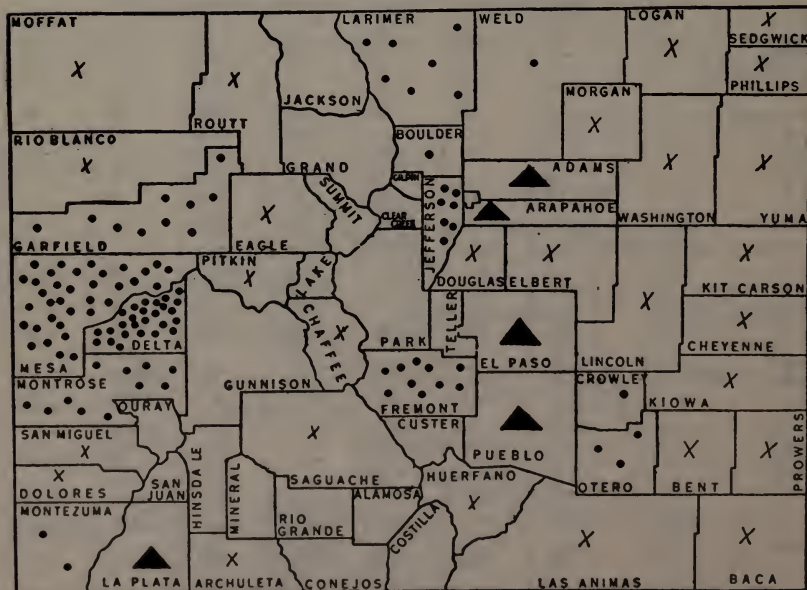 MOFFAT
LARIMER
WELD
LOGAN
SEDGWICK
X
X
X
X
X
PHILLIPS
JACKSON
MORGAN
ROUTT
X
BOULDER
RIO BLANCO
X
X
X
GRAND
GILPIN
ADAMS
SUMMIT
JEFFERSON
CLEAR CREEK
ARAPAHOE
WASHINGTON
YUMA
X
GARFIELD
EAGLE
X
X
X
PITKIN
X
LAKE
DOUGLAS
ELBERT
X
KIT CARSON
CHAFFEE
X
TELLER
X
DELTA
PARK
CHEYENNE
MESA
EL PASO
LINCOLN
MONTROSE
GUNNISON
CROWLEY
X
OURAY
FREMONT
KIOWA
SAN MIGUEL
X
CUSTER
X
X
X
HINSDALE
PUEBLO
PROWERS
X
SAGUACHE
HUERFANO
DOLORES
SAN JUAN
MINERAL
ALAMOSA
X
OTERO
BENT
MONTEZUMA
RIO GRANDE
COSTILLA
X
X
X
LA PLATA
ARCHULETA
CONEJOS
LAS ANIMAS
BACA